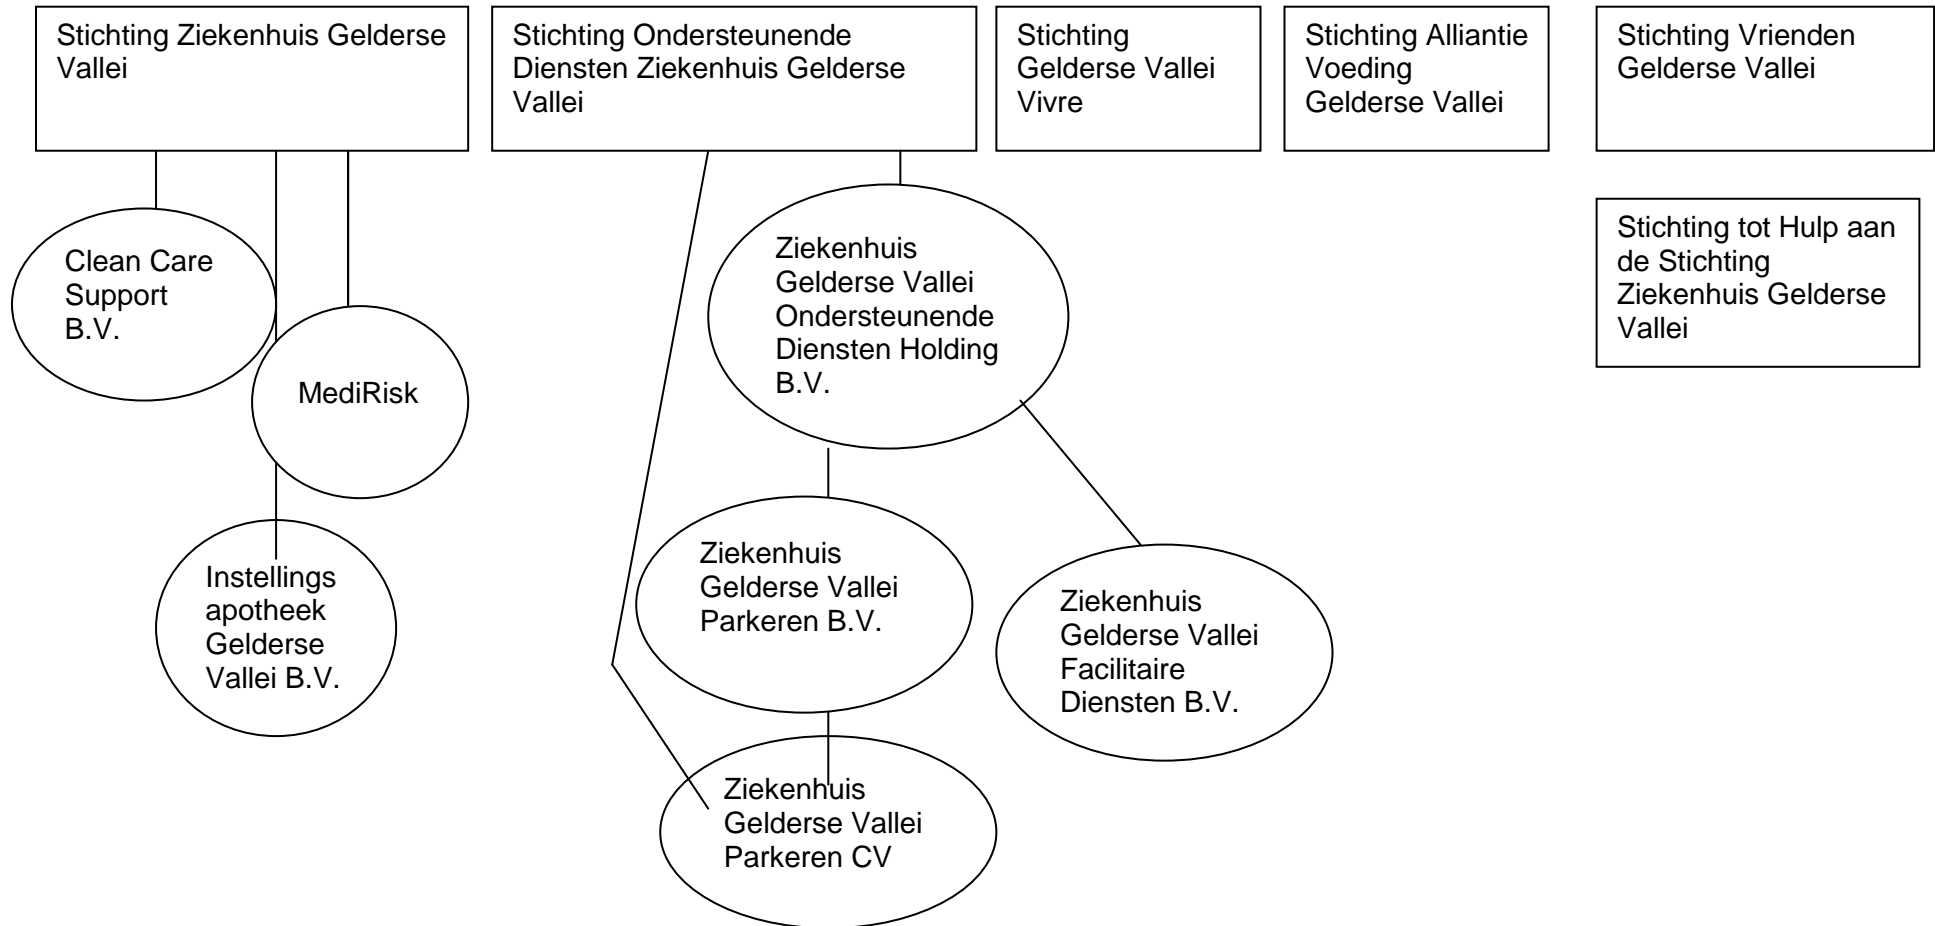 Stichting Ziekenhuis Gelderse
Vallei
Stichting Ondersteunende
Diensten Ziekenhuis Gelderse
Vallei
Stichting
Gelderse Vallei
Vivre
Stichting Alliantie
Voeding
Gelderse Vallei
Stichting Vrienden
Gelderse Vallei
Stichting tot Hulp aan
de Stichting
Ziekenhuis Gelderse
Vallei
Clean Care
Support
B.V.
MediRisk
Instellings
apotheek
Gelderse
Vallei B.V.
Ziekenhuis
Gelderse Vallei
Ondersteunende
Diensten Holding
B.V.
Ziekenhuis
Gelderse Vallei
Parkeren B.V.
Ziekenhuis
Gelderse Vallei
Facilitaire
Diensten B.V.
Ziekenhuis
Gelderse Vallei
Parkeren CV